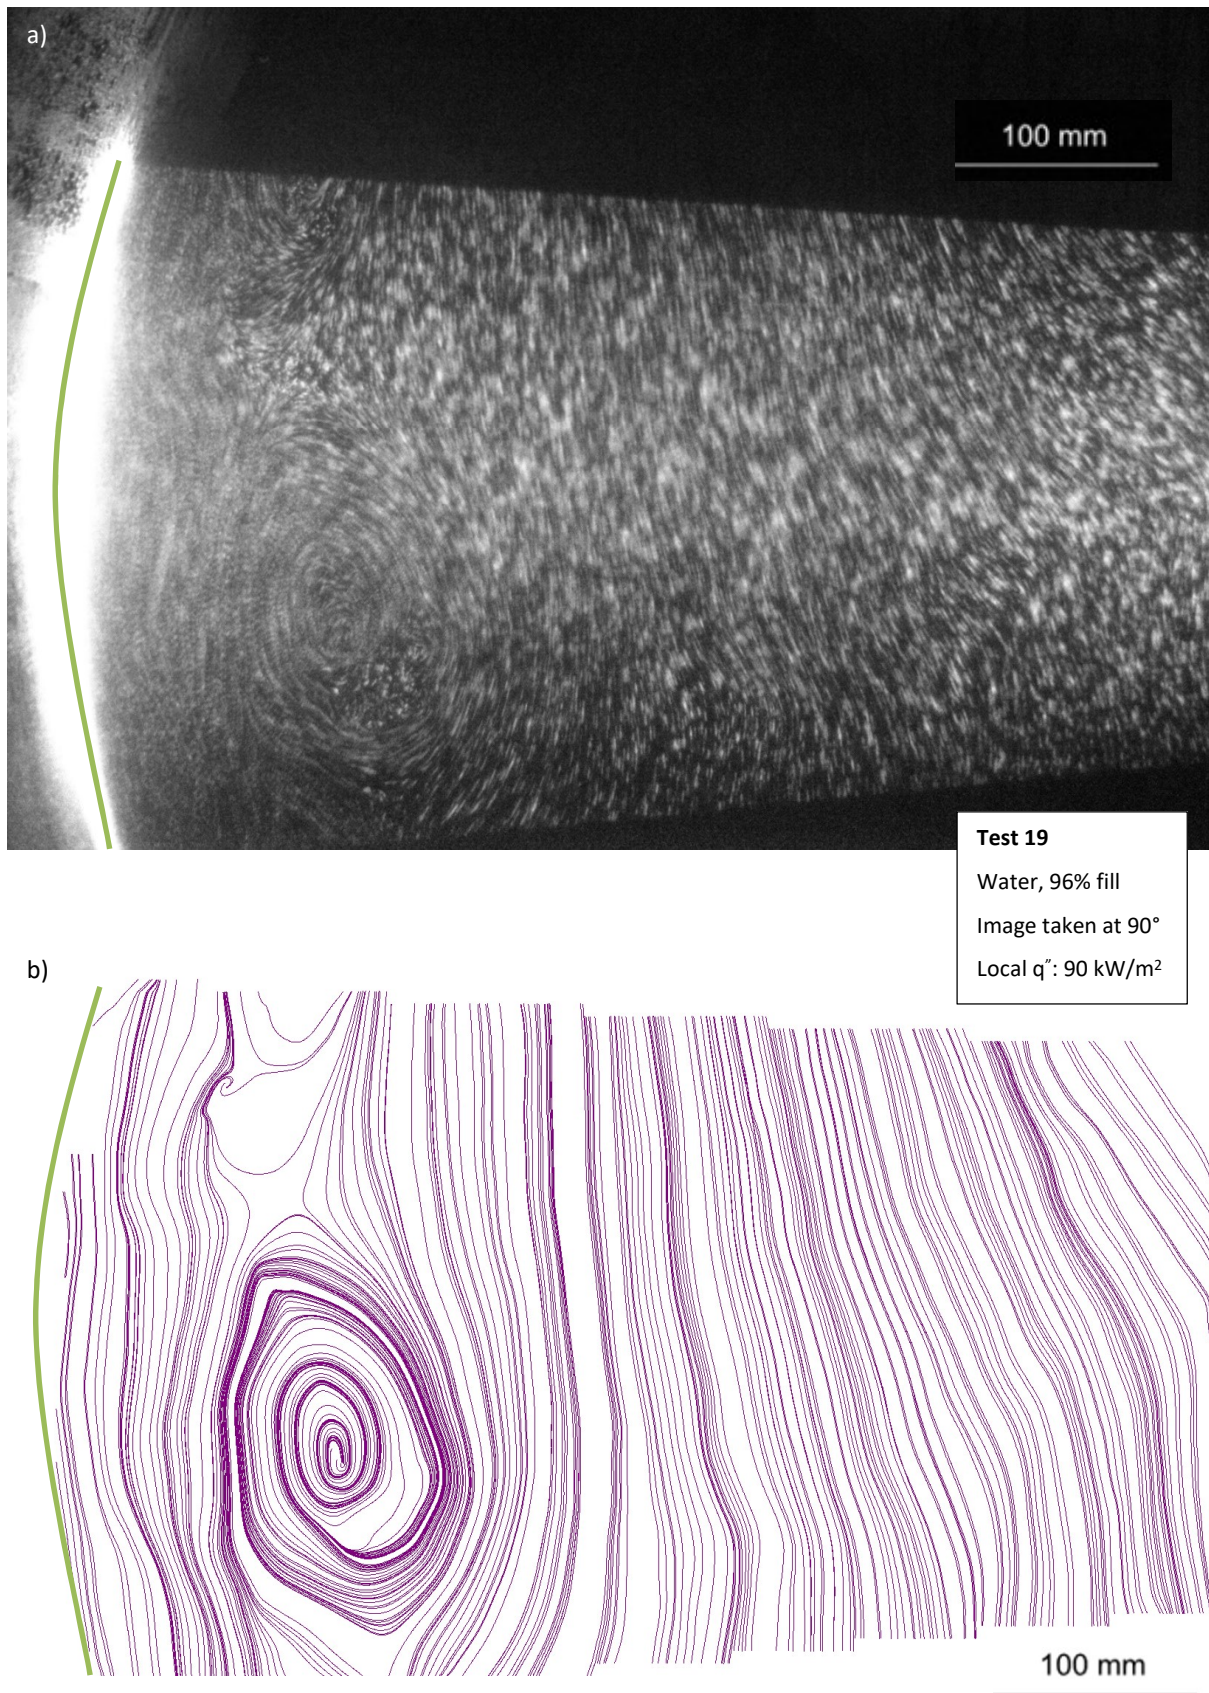 a)
100 mm
Test 19
Water, 96% fill
Image taken at 90°
Local q″: 90 kW/m²
b)
100 mm